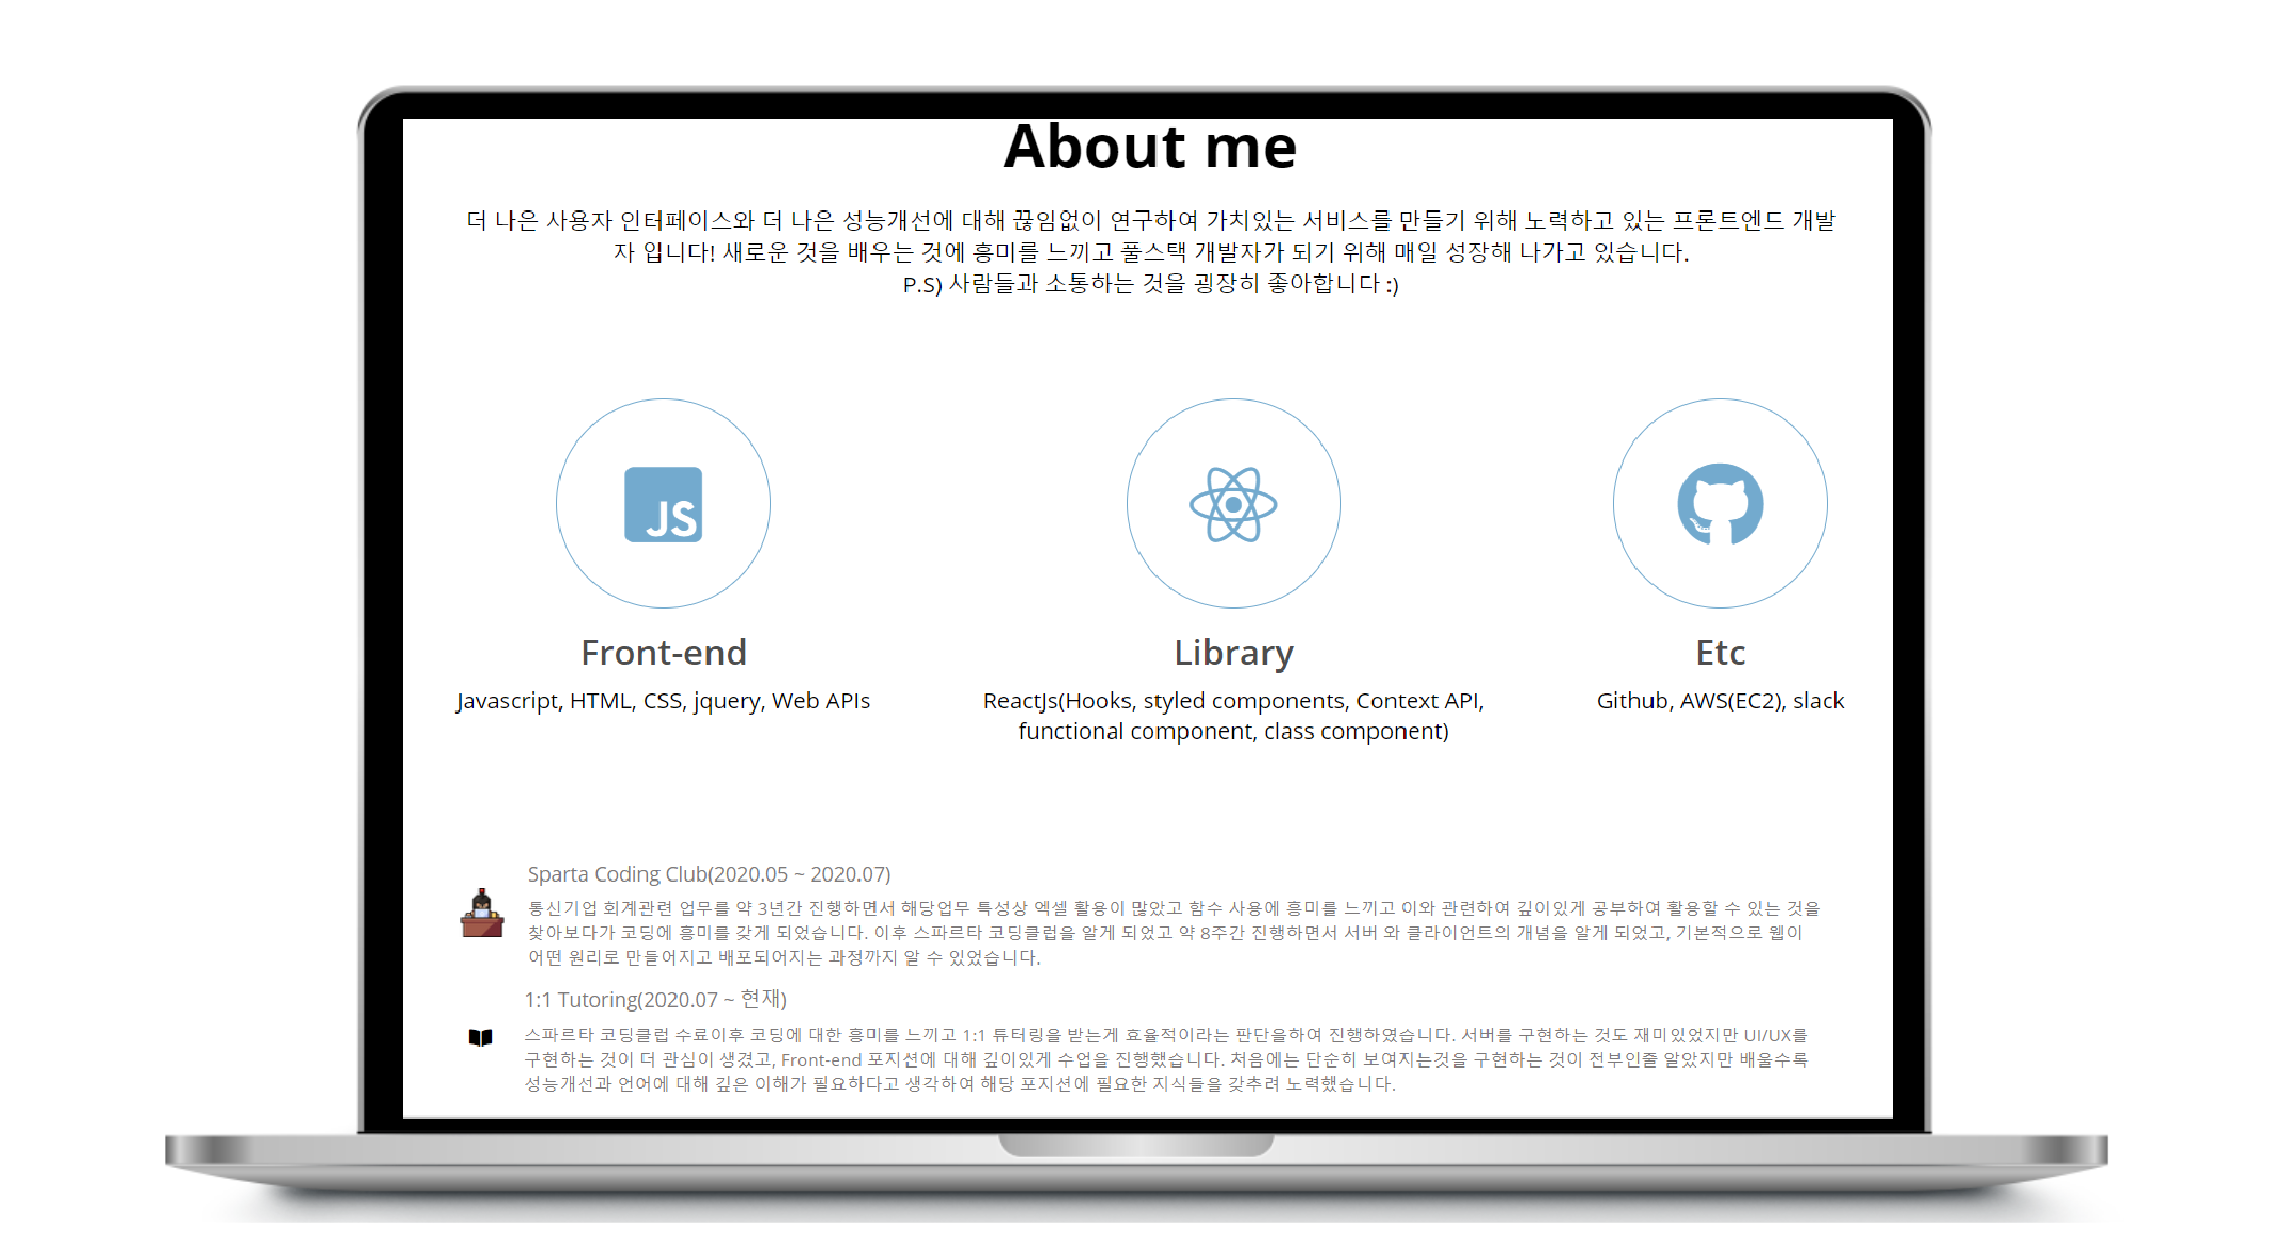 About me
더 나은 사용자 인터페이스와 더 나은 성능개선에 대해 끊임없이 연구하여 가치있는 서비스를 만들기 위해 노력하고 있는 프론트엔드 개발
자 입니다! 새로운 것을 배우는 것에 흥미를 느끼고 풀스택 개발자가 되기 위해 매일 성장해 나가고 있습니다.
P.S) 사람들과 소통하는 것을 굉장히 좋아합니다 :)
JS
Front-end
Javascript, HTML, CSS, jquery, Web APIs
Library
ReactJs(Hooks, styled components, Context API,
functional component, class component)
Etc
Github, AWS(EC2), slack
Sparta Coding Club(2020.05 ~ 2020.07)
통신기업 회계관련 업무를 약 3년간 진행하면서 해당업무 특성상 엑셀 활용이 많았고 함수 사용에 흥미를 느끼고 이와 관련하여 깊이있게 공부하여 활용할 수 있는 것을
찾아보다가 코딩에 흥미를 갖게 되었습니다. 이후 스파르타 코딩클럽을 알게 되었고 약 8주간 진행하면서 서버 와 클라이언트의 개념을 알게 되었고, 기본적으로 웹이
어떤 원리로 만들어지고 배포되어지는 과정까지 알 수 있었습니다.
1:1 Tutoring(2020.07 ~ 현재)
스파르타 코딩클럽 수료이후 코딩에 대한 흥미를 느끼고 1:1 튜터링을 받는게 효율적이라는 판단을하여 진행하였습니다. 서버를 구현하는 것도 재미있었지만 UI/UX를
구현하는 것이 더 관심이 생겼고, Front-end 포지션에 대해 깊이있게 수업을 진행했습니다. 처음에는 단순히 보여지는것을 구현하는 것이 전부인줄 알았지만 배울수록
성능개선과 언어에 대해 깊은 이해가 필요하다고 생각하여 해당 포지션에 필요한 지식들을 갖추려 노력했습니다.